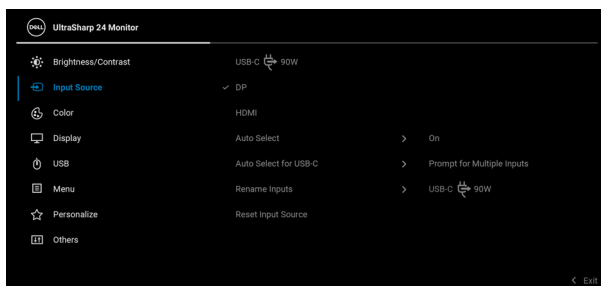 DELL UltraSharp 24 Monitor
Brightness/Contrast USB-C 90W
Input Source DP
Color HDMI
Display Auto Select On
USB Auto Select for USB-C Prompt for Multiple Inputs
Menu Rename Inputs USB-C 90W
Personalize Reset Input Source
Others
Exit